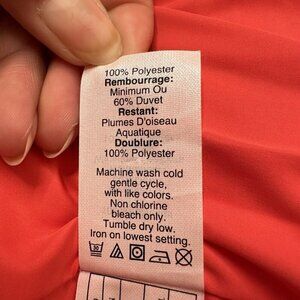 100% Polyester
Rembourrage:
Minimum Ou
60% Duvet
Restant:
Plumes D'oiseau
Aquatique
Doublure:
100% Polyester
Machine wash cold
gentle cycle,
with like colors.
Non chlorine
bleach only.
Tumble dry low.
Iron on lowest setting.